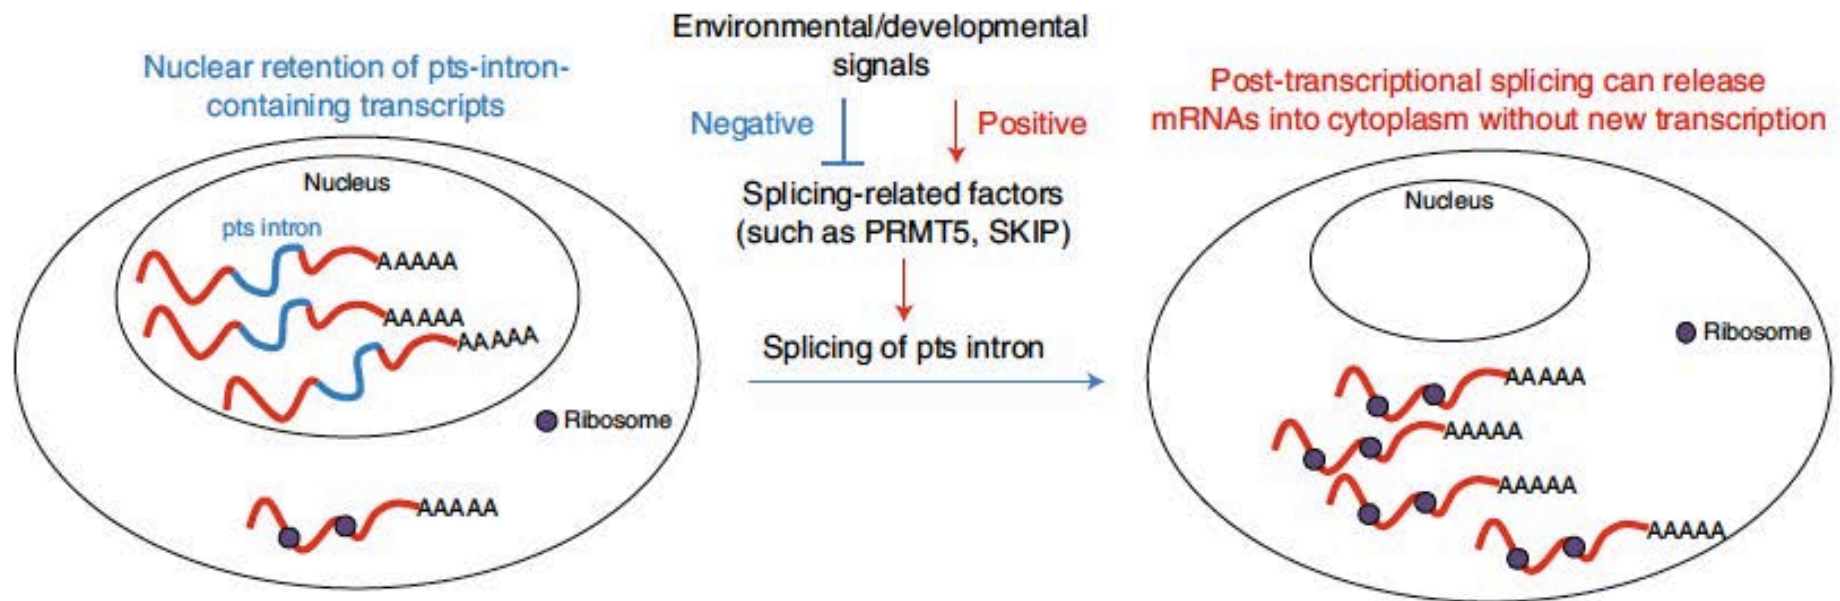 Nuclear retention of pts-intron-
containing transcripts
Nucleus
pts intron
AAAAA
AAAAA
AAAAA
Ribosome
AAAAA
Environmental/developmental
signals
Negative
Positive
Splicing-related factors
(such as PRMT5, SKIP)
Splicing of pts intron
Post-transcriptional splicing can release
mRNAs into cytoplasm without new transcription
Nucleus
Ribosome
AAAAA
AAAAA
AAAAA
AAAAA